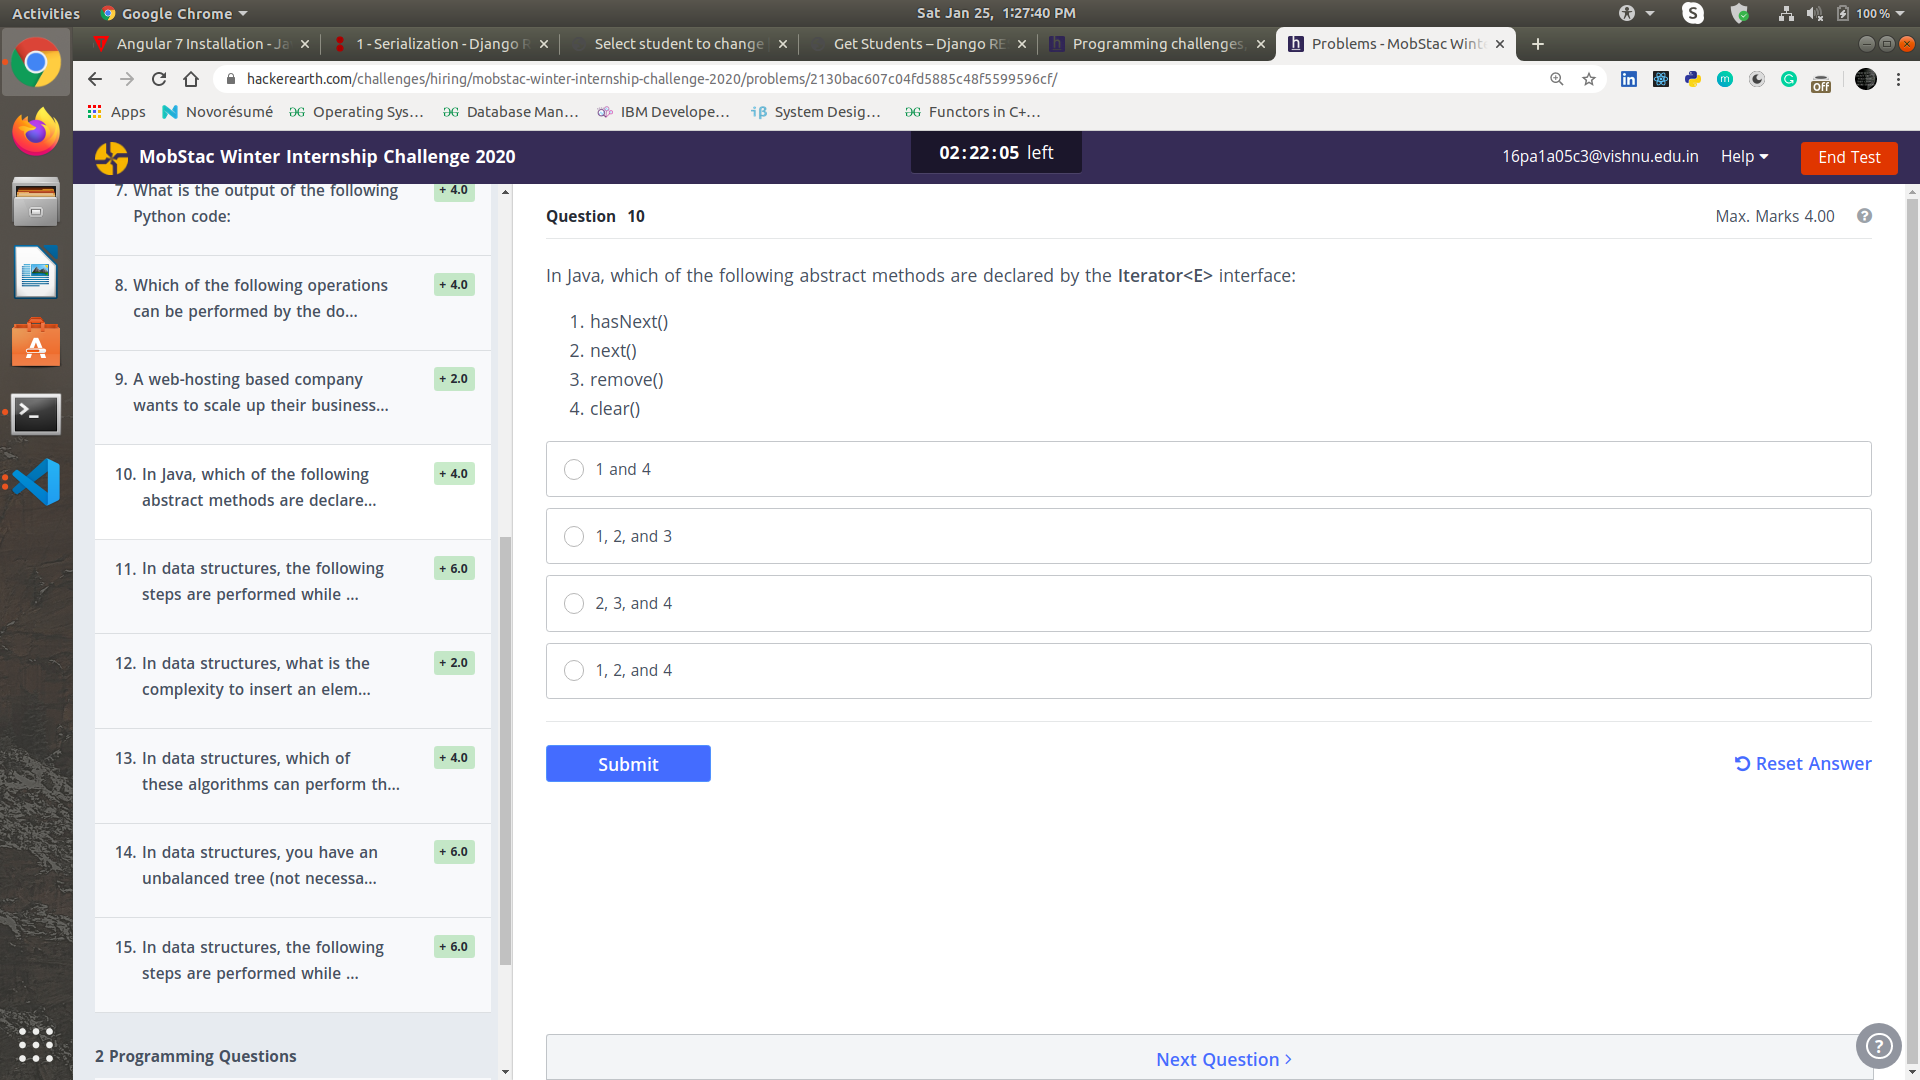 Activities
Google Chrome
Sat Jan 25, 1:27:40 PM
100 %
Angular 7 Installation - Ja
1 - Serialization - Django R
Select student to change
Get Students – Django RE
Programming challenges,
Problems - MobStac Wint
hackerearth.com/challenges/hiring/mobstac-winter-internship-challenge-2020/problems/2130bac607c04fd5885c48f5599596cf/
Off
Apps
Novorésumé
Operating Sys...
Database Man...
IBM Develope...
System Desig...
Functors in C+...
MobStac Winter Internship Challenge 2020
02:22:05 left
16pa1a05c3@vishnu.edu.in
Help
End Test
7. What is the output of the following
Python code:
+ 4.0
8. Which of the following operations
can be performed by the do...
+ 4.0
9. A web-hosting based company
wants to scale up their business...
+ 2.0
10. In Java, which of the following
abstract methods are declare...
+ 4.0
11. In data structures, the following
steps are performed while ...
+ 6.0
12. In data structures, what is the
complexity to insert an elem...
+ 2.0
13. In data structures, which of
these algorithms can perform th...
+ 4.0
14. In data structures, you have an
unbalanced tree (not necessa...
+ 6.0
15. In data structures, the following
steps are performed while ...
+ 6.0
2 Programming Questions
Question 10
Max. Marks 4.00
In Java, which of the following abstract methods are declared by the Iterator<E> interface:
1. hasNext()
2. next()
3. remove()
4. clear()
1 and 4
1, 2, and 3
2, 3, and 4
1, 2, and 4
Submit
Reset Answer
Next Question